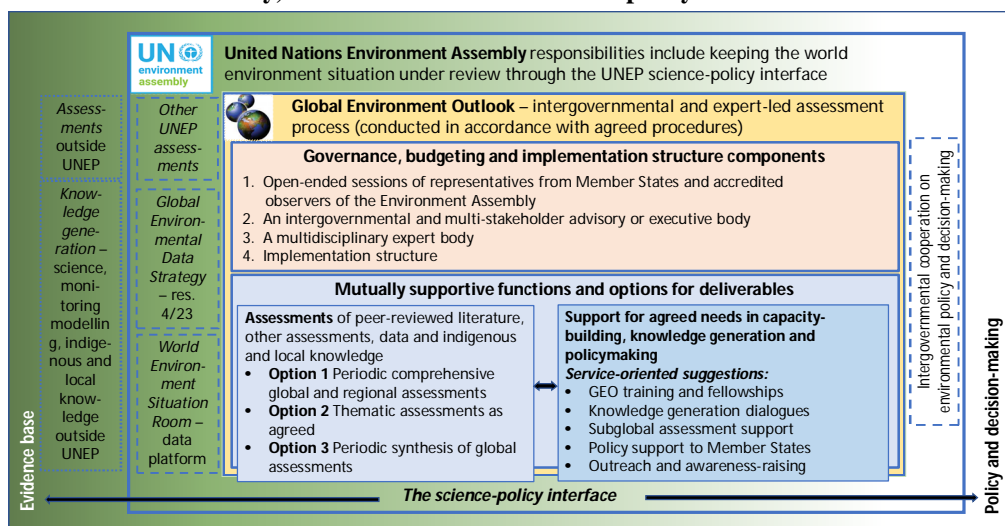 UN
environment
assembly
United Nations Environment Assembly responsibilities include keeping the world
environment situation under review through the UNEP science-policy interface
Assess-
ments
outside
UNEP
Know-
ledge
gene-
ration –
science,
moni-
toring
modellin
g, indige-
nous and
local
know-
ledge
outside
UNEP
Other
UNEP
assess-
ments
Global
Environ-
mental
Data
Strategy
– res.
4/23
World
Environ-
ment
Situation
Room – 
data
platform
Global Environment Outlook – intergovernmental and expert-led assessment
process (conducted in accordance with agreed procedures)
Governance, budgeting and implementation structure components
1. Open-ended sessions of representatives from Member States and accredited
observers of the Environment Assembly
2. An intergovernmental and multi-stakeholder advisory or executive body
3. A multidisciplinary expert body
4. Implementation structure
Mutually supportive functions and options for deliverables
Assessments of peer-reviewed literature,
other assessments, data and indigenous
and local knowledge
• Option 1 Periodic comprehensive
global and regional assessments
• Option 2 Thematic assessments as
agreed
• Option 3 Periodic synthesis of global
assessments
Support for agreed needs in capacity-
building, knowledge generation and
policymaking
Service-oriented suggestions:
• GEO training and fellowships
• Knowledge generation dialogues
• Subglobal assessment support
• Policy support to Member States
• Outreach and awareness-raising
Intergovernmental cooperation on
environmental policy and decision-making
Evidence base
The science-policy interface
Policy and decision-making